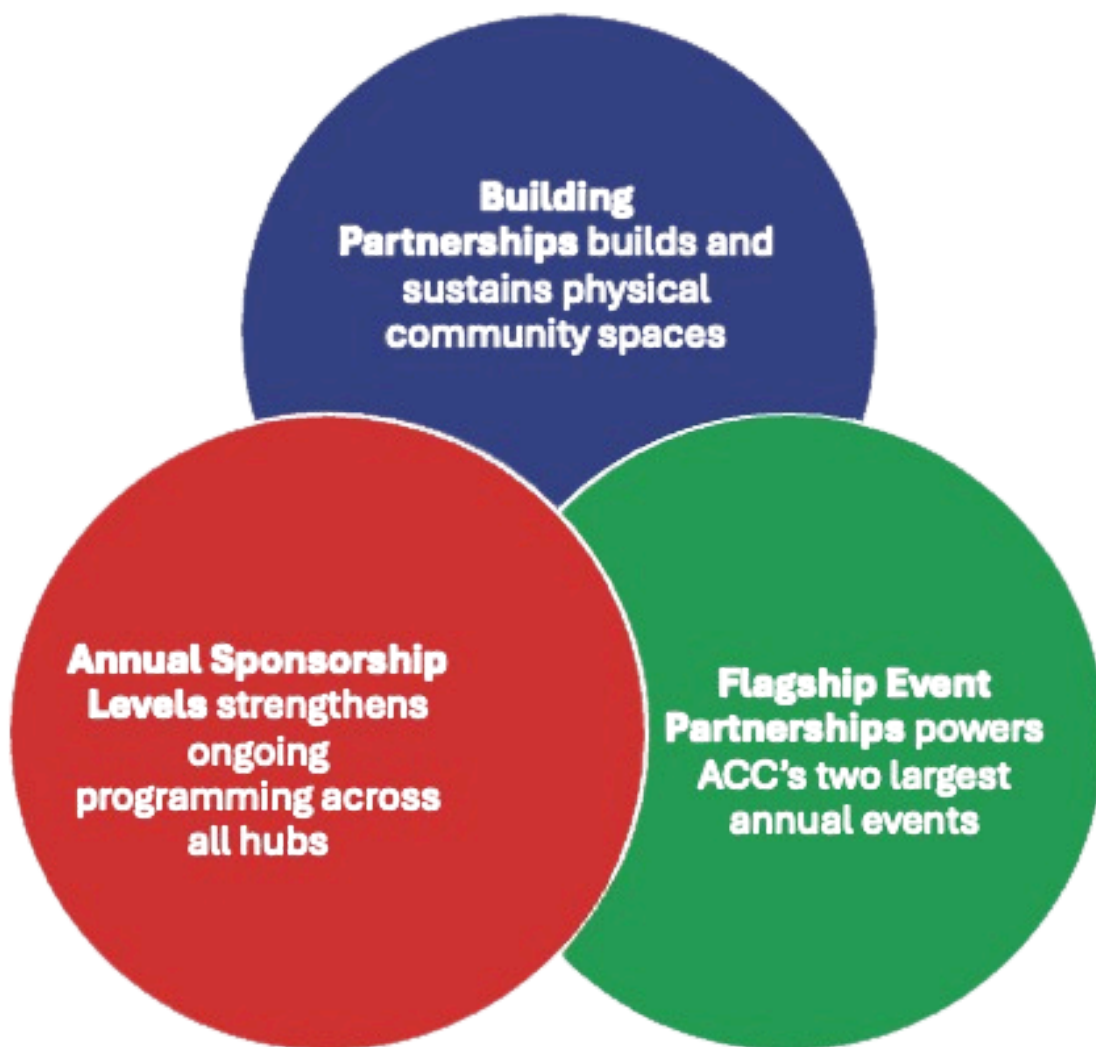 Building
Partnerships builds and
sustains physical
community spaces
Annual Sponsorship
Levels strengthens
ongoing
programming across
all hubs
Flagship Event
Partnerships powers
ACC’s two largest
annual events